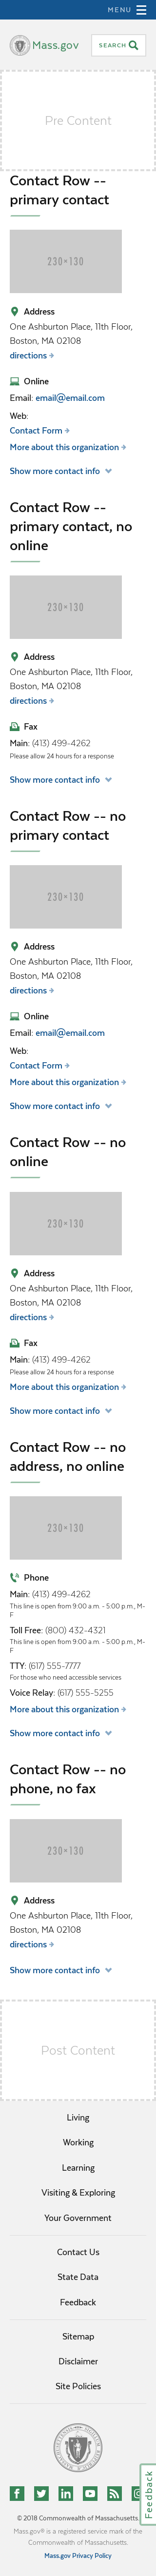 MENU
Mass.gov
SEARCH
Pre Content
Contact Row --
primary contact
230×130
Address
One Ashburton Place, 11th Floor,
Boston, MA 02108
directions
Online
Email: email@email.com
Web:
Contact Form
More about this organization
Show more contact info
Contact Row --
primary contact, no
online
230×130
Address
One Ashburton Place, 11th Floor,
Boston, MA 02108
directions
Fax
Main: (413) 499-4262
Please allow 24 hours for a response
Show more contact info
Contact Row -- no
primary contact
230×130
Address
One Ashburton Place, 11th Floor,
Boston, MA 02108
directions
Online
Email: email@email.com
Web:
Contact Form
More about this organization
Show more contact info
Contact Row -- no
online
230×130
Address
One Ashburton Place, 11th Floor,
Boston, MA 02108
directions
Fax
Main: (413) 499-4262
Please allow 24 hours for a response
More about this organization
Show more contact info
Contact Row -- no
address, no online
230×130
Phone
Main: (413) 499-4262
This line is open from 9:00 a.m. – 5:00 p.m., M-
F
Toll Free: (800) 432-4321
This line is open from 9:00 a.m. – 5:00 p.m., M-
F
TTY: (617) 555-7777
For those who need accessible services
Voice Relay: (617) 555-5255
More about this organization
Show more contact info
Contact Row -- no
phone, no fax
230×130
Address
One Ashburton Place, 11th Floor,
Boston, MA 02108
directions
Show more contact info
Post Content
Living
Working
Learning
Visiting & Exploring
Your Government
Contact Us
State Data
Feedback
Sitemap
Disclaimer
Site Policies
Feedback
© 2018 Commonwealth of Massachusetts.
Mass.gov® is a registered service mark of the
Commonwealth of Massachusetts.
Mass.gov Privacy Policy